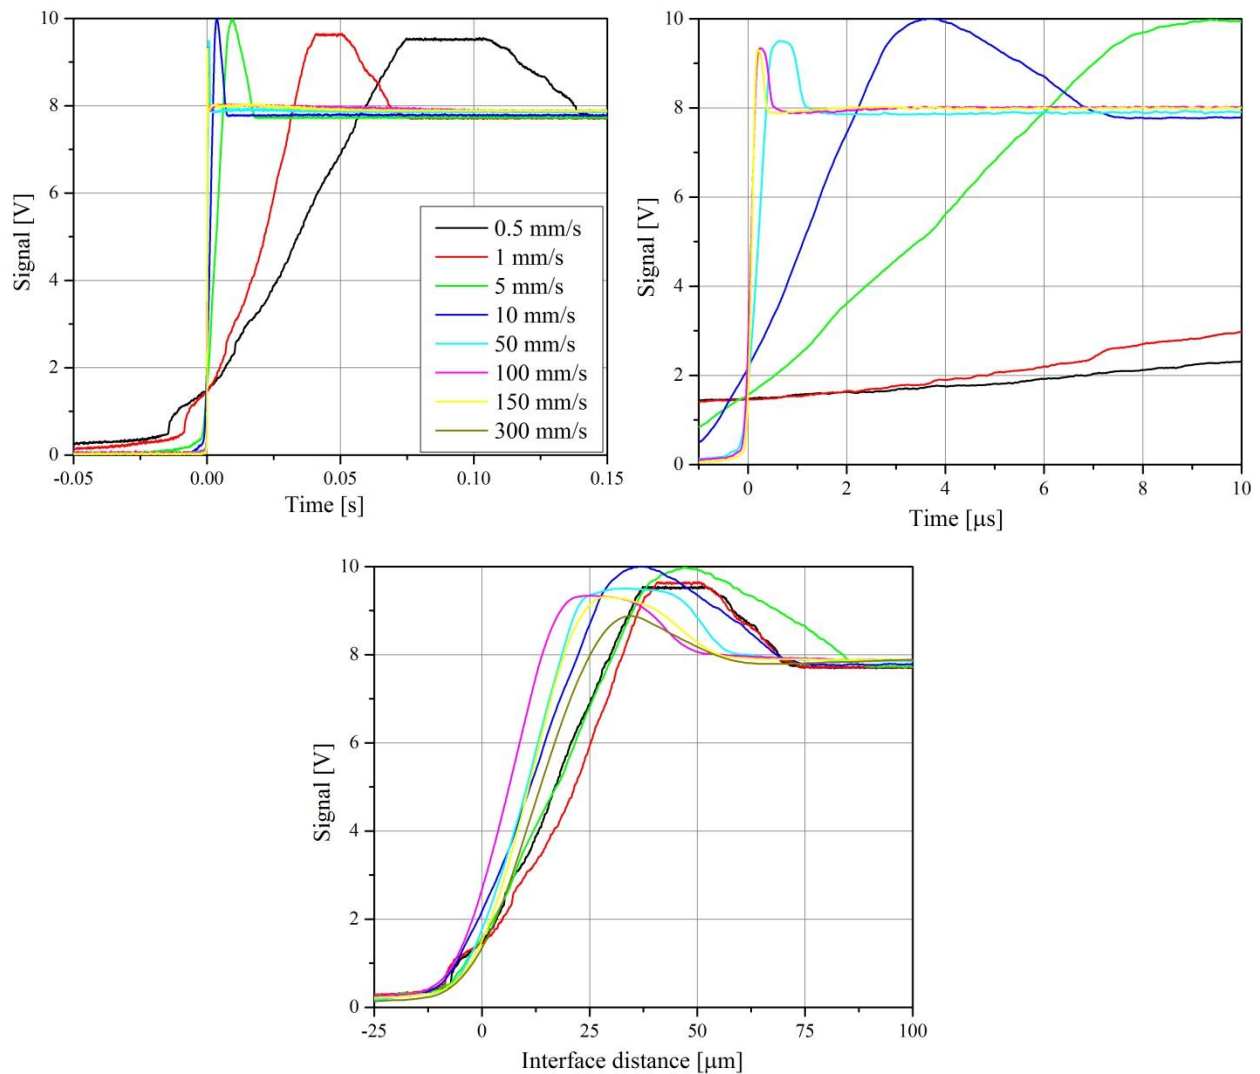 10
8
6
4
2
0
Signal [V]
-0.05
0.00
0.05
0.10
0.15
Time [s]
0.5 mm/s
1 mm/s
5 mm/s
10 mm/s
50 mm/s
100 mm/s
150 mm/s
300 mm/s
10
8
6
4
2
0
Signal [V]
0
2
4
6
8
10
Time [μs]
10
8
6
4
2
0
Signal [V]
-25
0
25
50
75
100
Interface distance [μm]